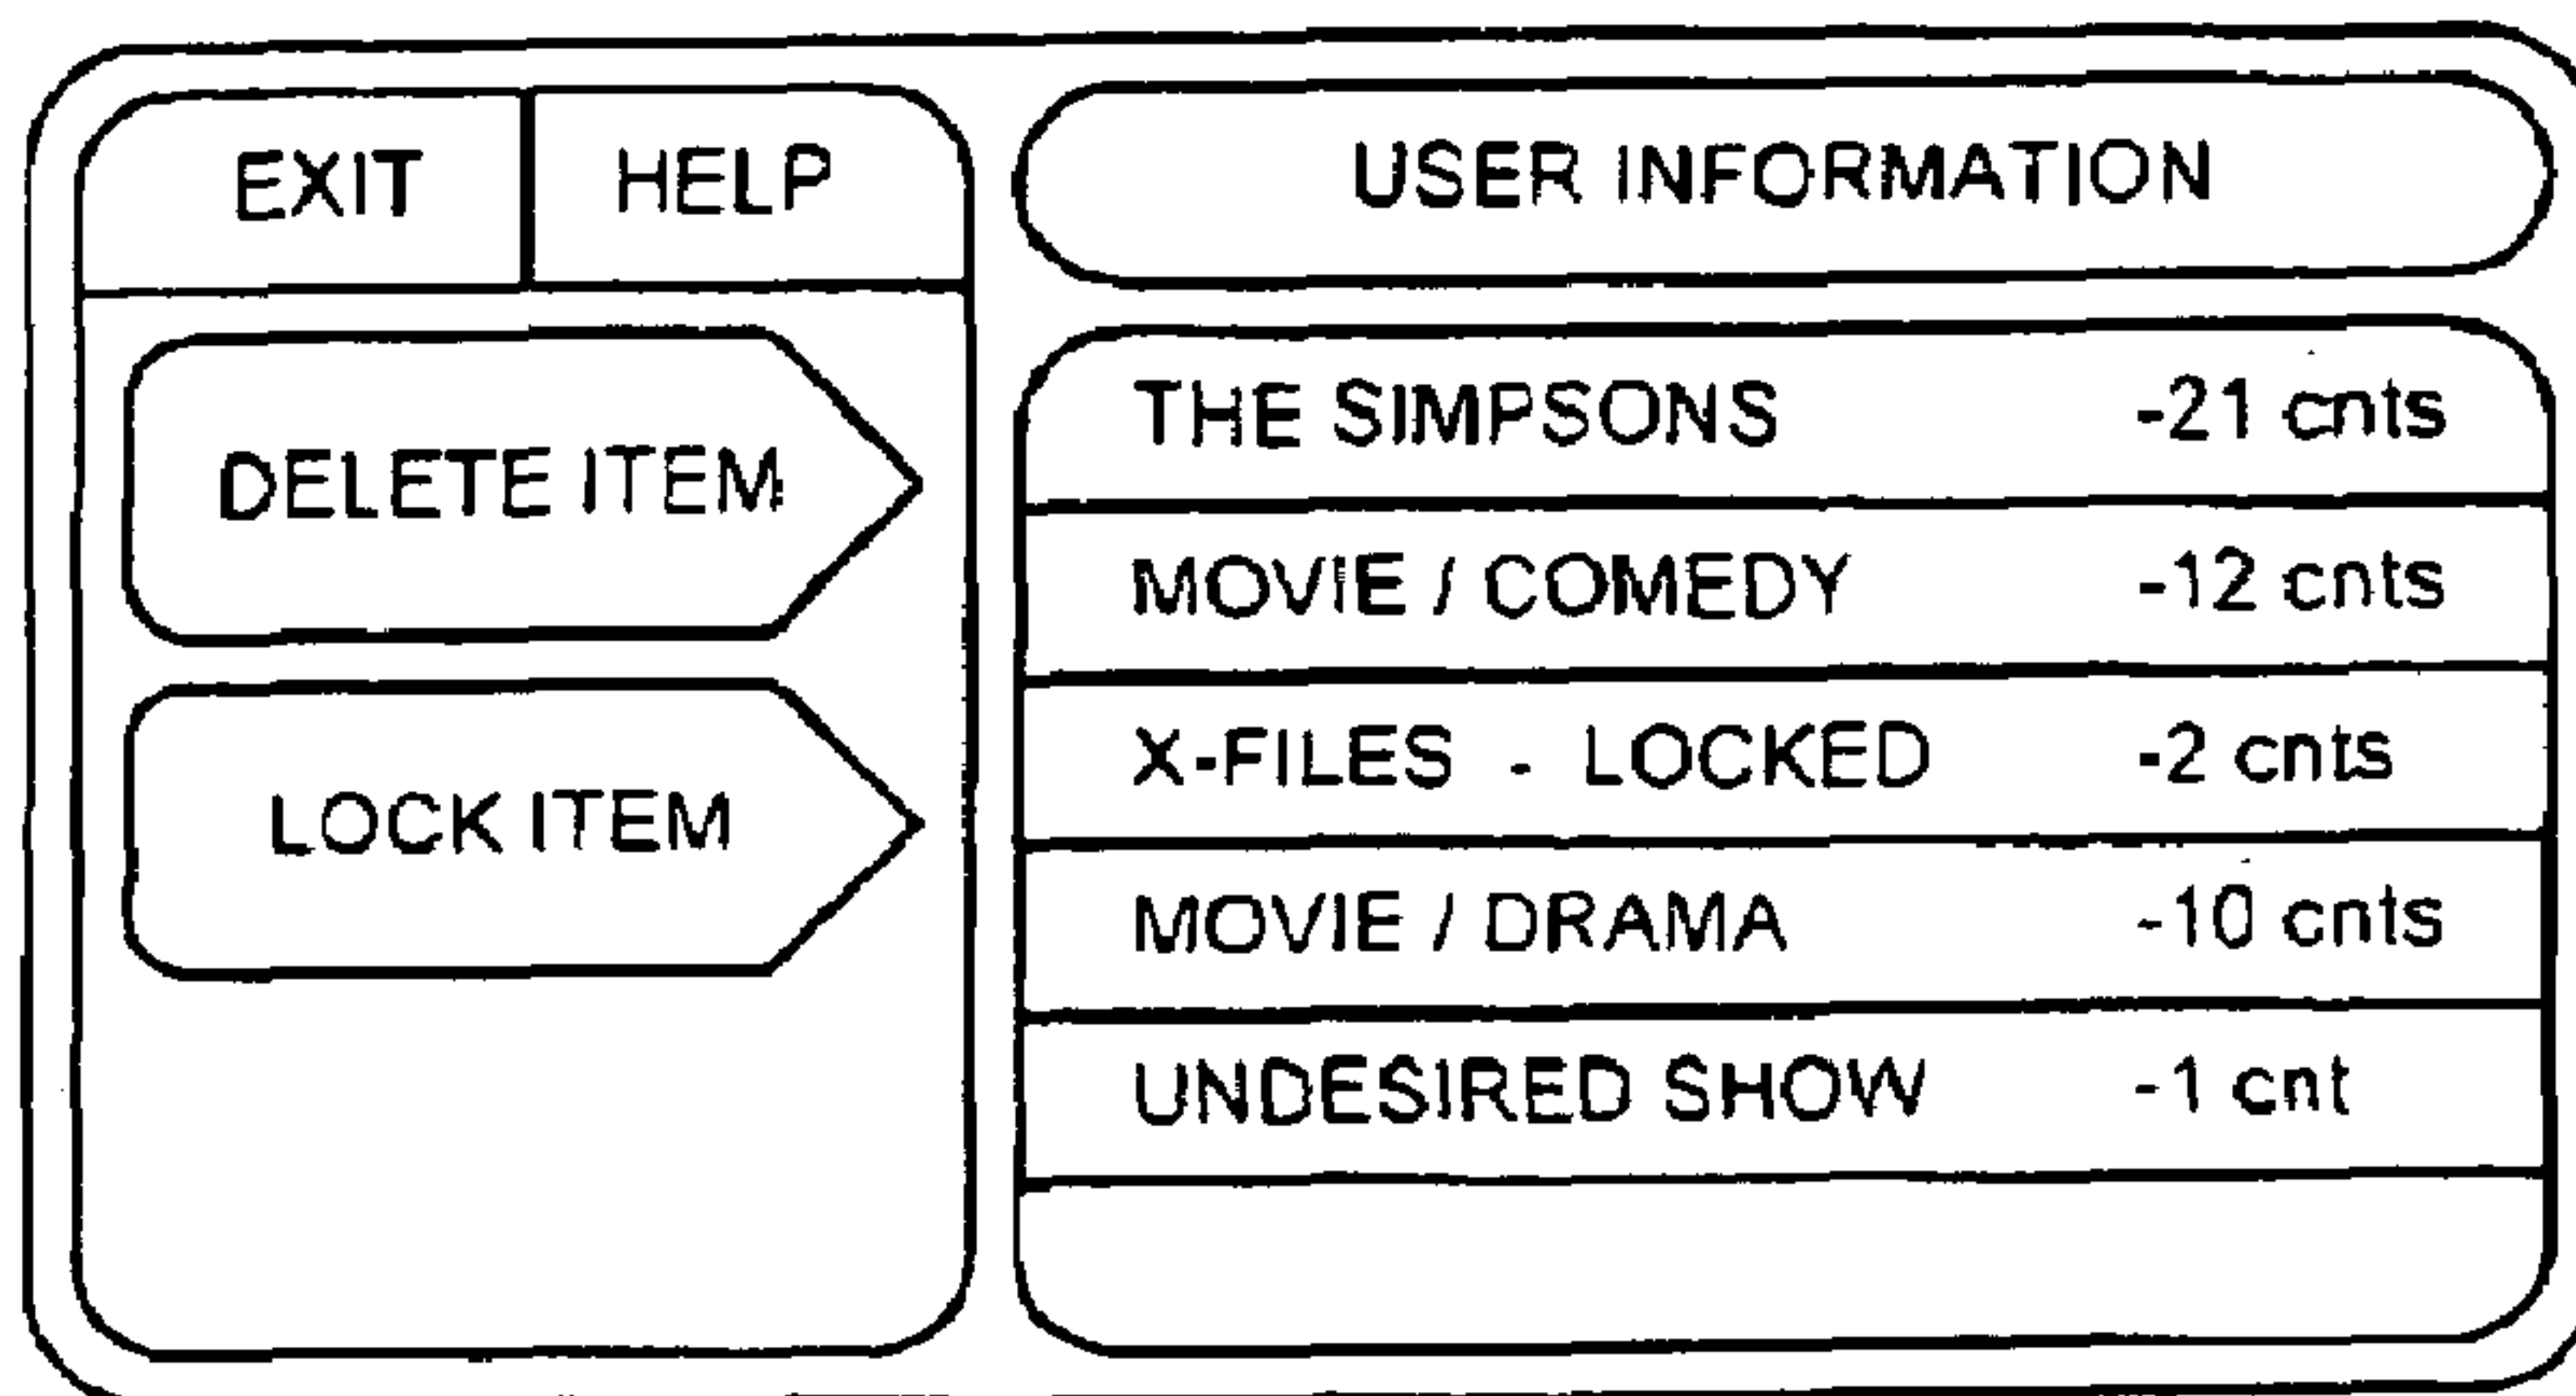 EXIT HELP
USER INFORMATION
DELETE ITEM
LOCK ITEM
THE SIMPSONS -21 cnts
MOVIE / COMEDY -12 cnts
X-FILES - LOCKED -2 cnts
MOVIE / DRAMA -10 cnts
UNDESIRED SHOW -1 cnt